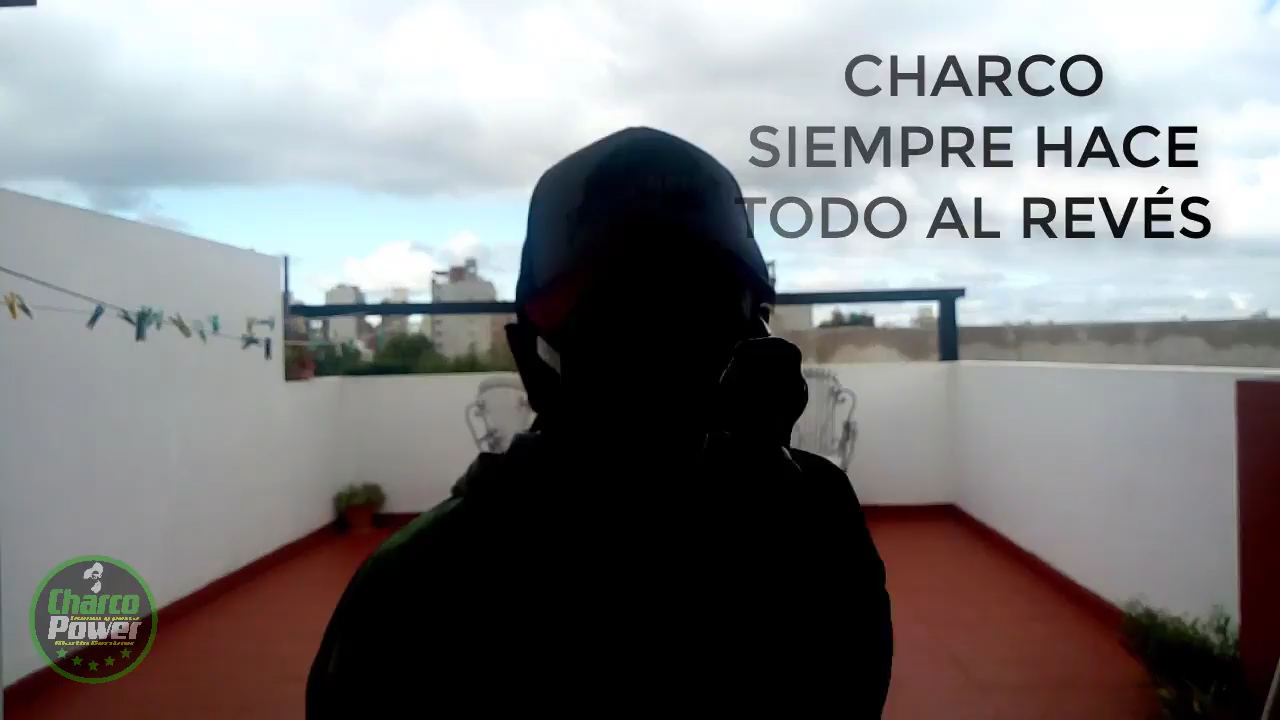 CHARCO
SIEMPRE HACE
TODO AL REVÉS
Charco
Power